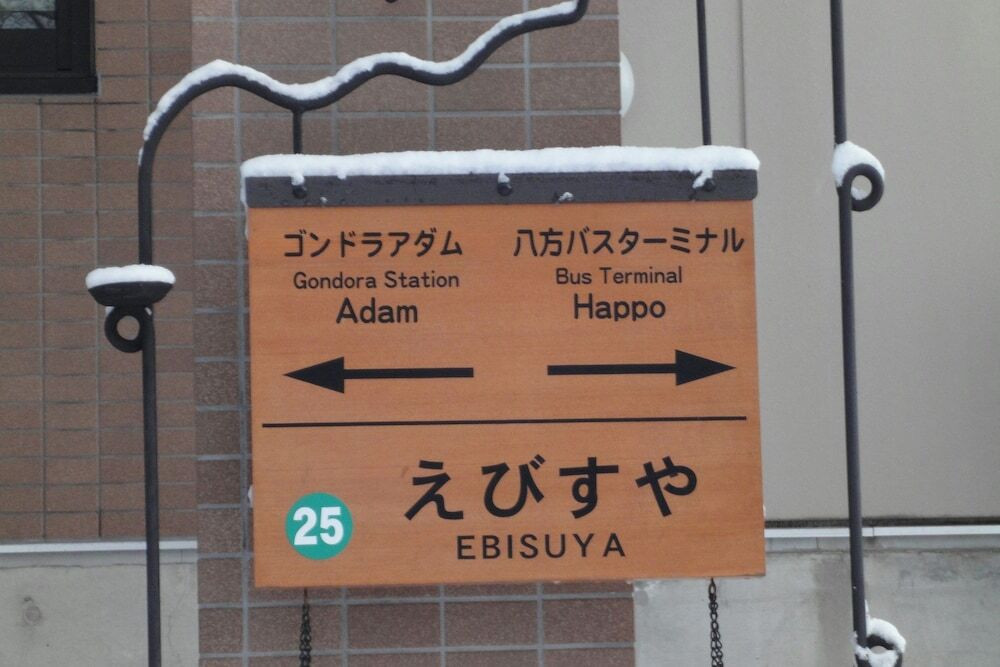 ゴンドラアダム
Gondora Station
Adam
八方バスターミナル
Bus Terminal
Happo
えびすや
25
EBISUYA